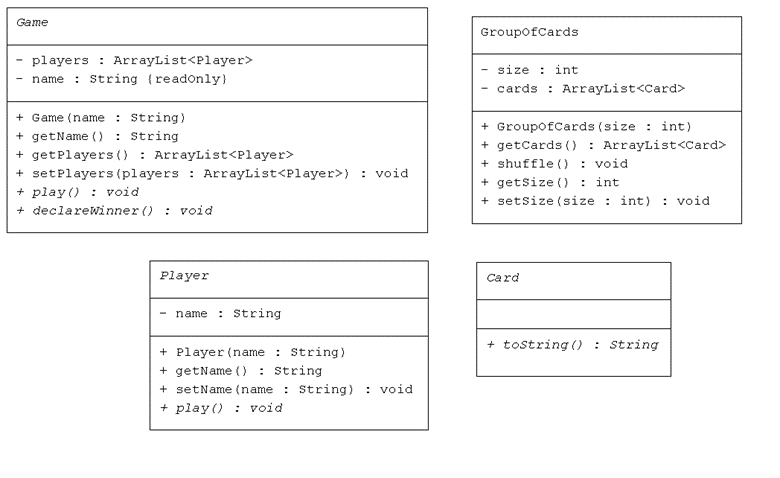 Game
- players : ArrayList<Player>
- name : String {readOnly}
+ Game(name : String)
+ getName() : String
+ getPlayers() : ArrayList<Player>
+ setPlayers(players : ArrayList<Player>) : void
+ play() : void
+ declareWinner() : void
GroupOfCards
- size : int
- cards : ArrayList<Card>
+ GroupOfCards(size : int)
+ getCards() : ArrayList<Card>
+ shuffle() : void
+ getSize() : int
+ setSize(size : int) : void
Player
- name : String
+ Player(name : String)
+ getName() : String
+ setName(name : String) : void
+ play() : void
Card
+ toString() : String